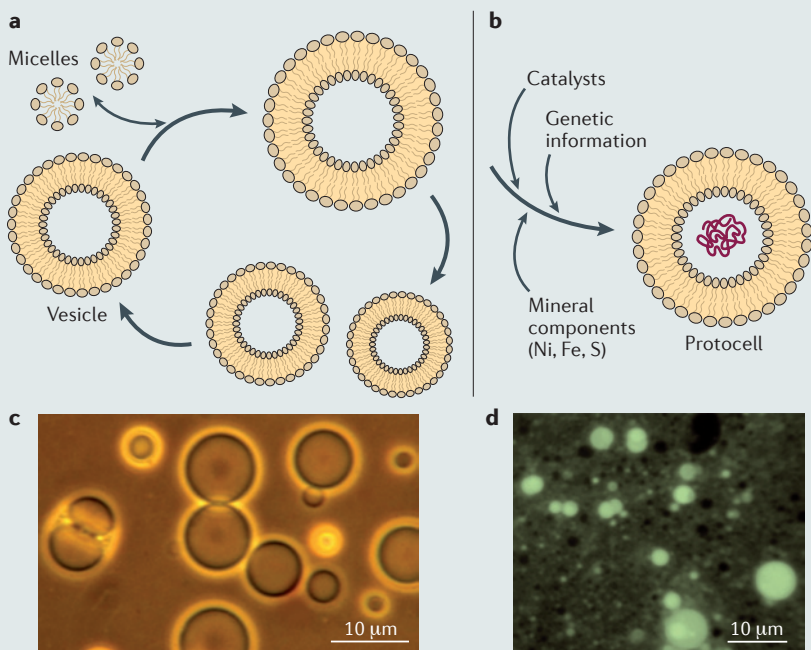 a
Micelles
Vesicle
b
Catalysts
Genetic
information
Mineral
components
(Ni, Fe, S)
Protocell
c
10 µm
d
10 µm